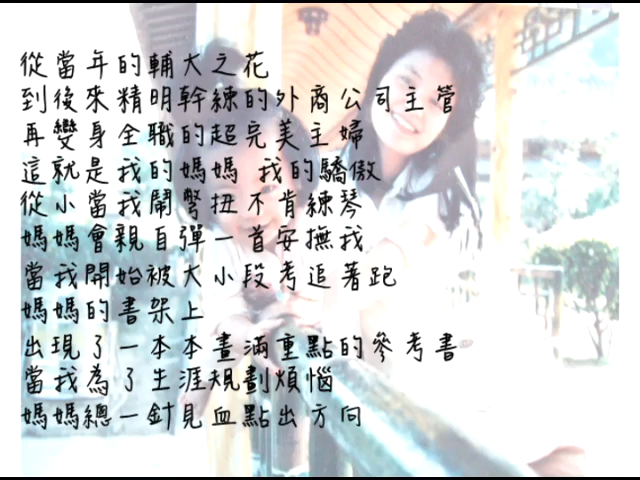 從當年的輔大之花
到後來精明幹練的外商公司主管
再變身全職的超完美主婦
這就是我的媽媽 我的驕傲
從小當我鬧彆扭不肯練琴
媽媽會親自彈一首安撫我
當我開始被大小段考追著跑
媽媽的書架上
出現了一本本畫滿重點的參考書
當我為了生涯規劃煩惱
媽媽總一針見血點出方向